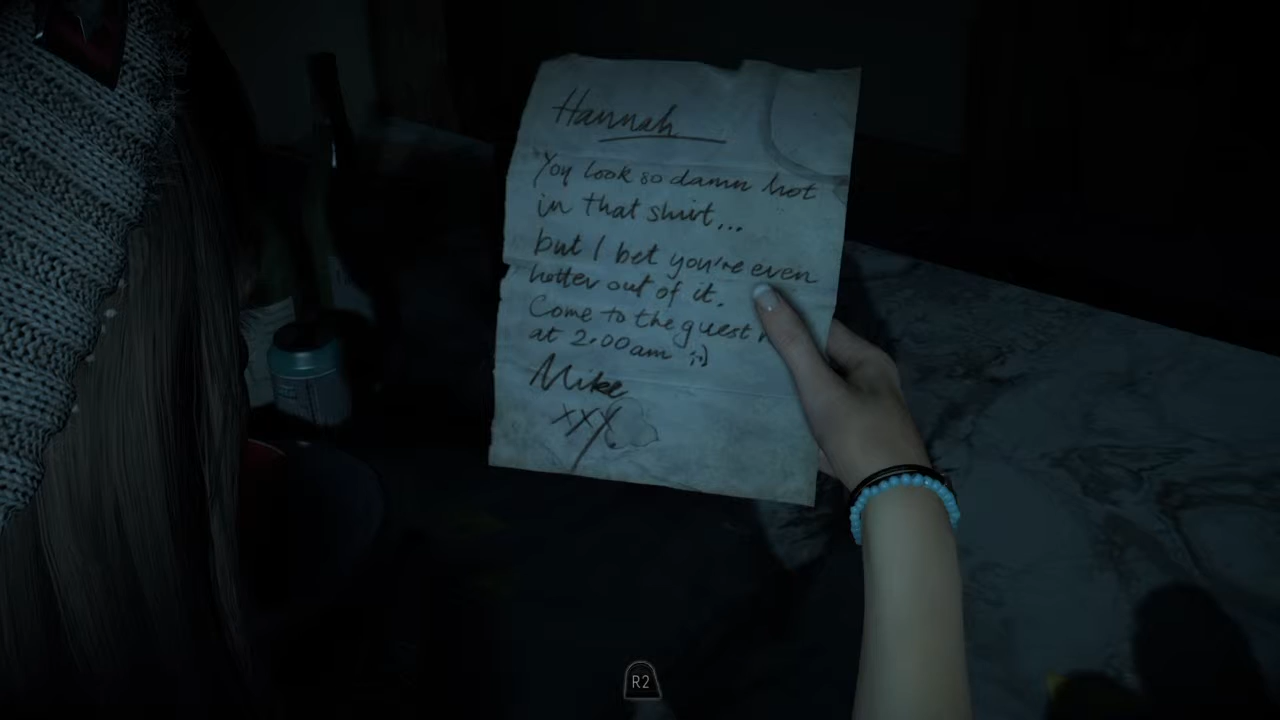 Hannah
You look so damn hot
in that shirt...
but I bet you're even
hotter out of it.
Come to the guest
at 2.00am ;)
Mike
xxx
R2